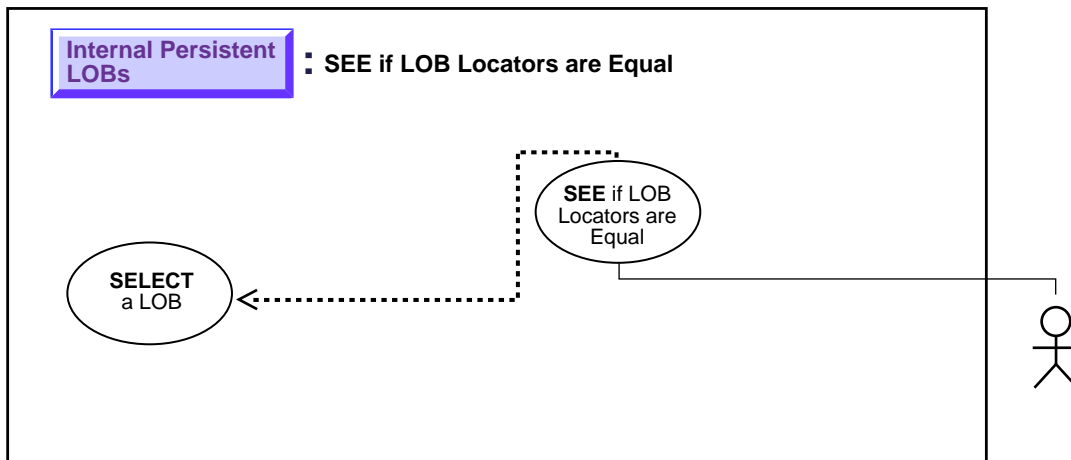 Internal Persistent
LOBs
: SEE if LOB Locators are Equal
SEE if LOB
Locators are
Equal
SELECT
a LOB